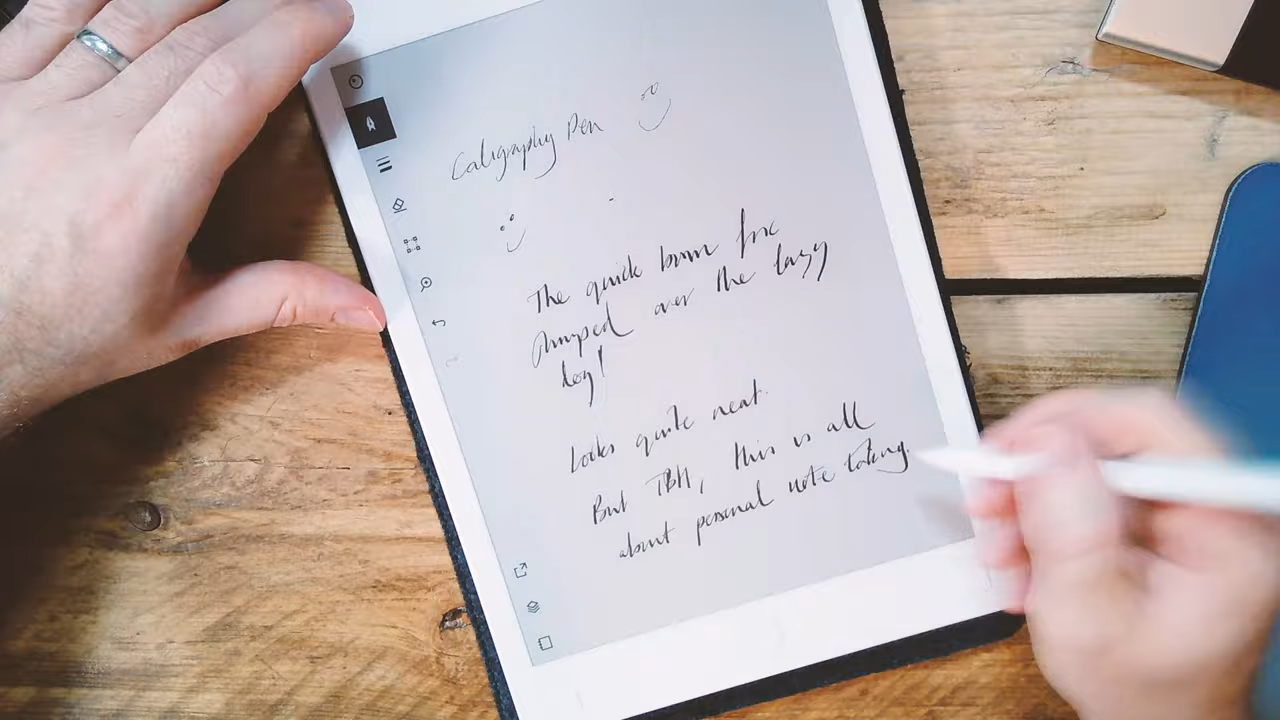 Caligraphy Pen
The quick brown fox
jumped over the lazy
dog!
Looks quite neat.
But TBH, this is all
about personal note taking.